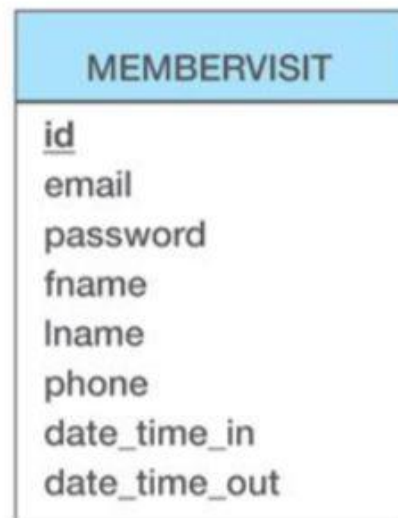 MEMBERVISIT
id
email
password
fname
lname
phone
date_time_in
date_time_out